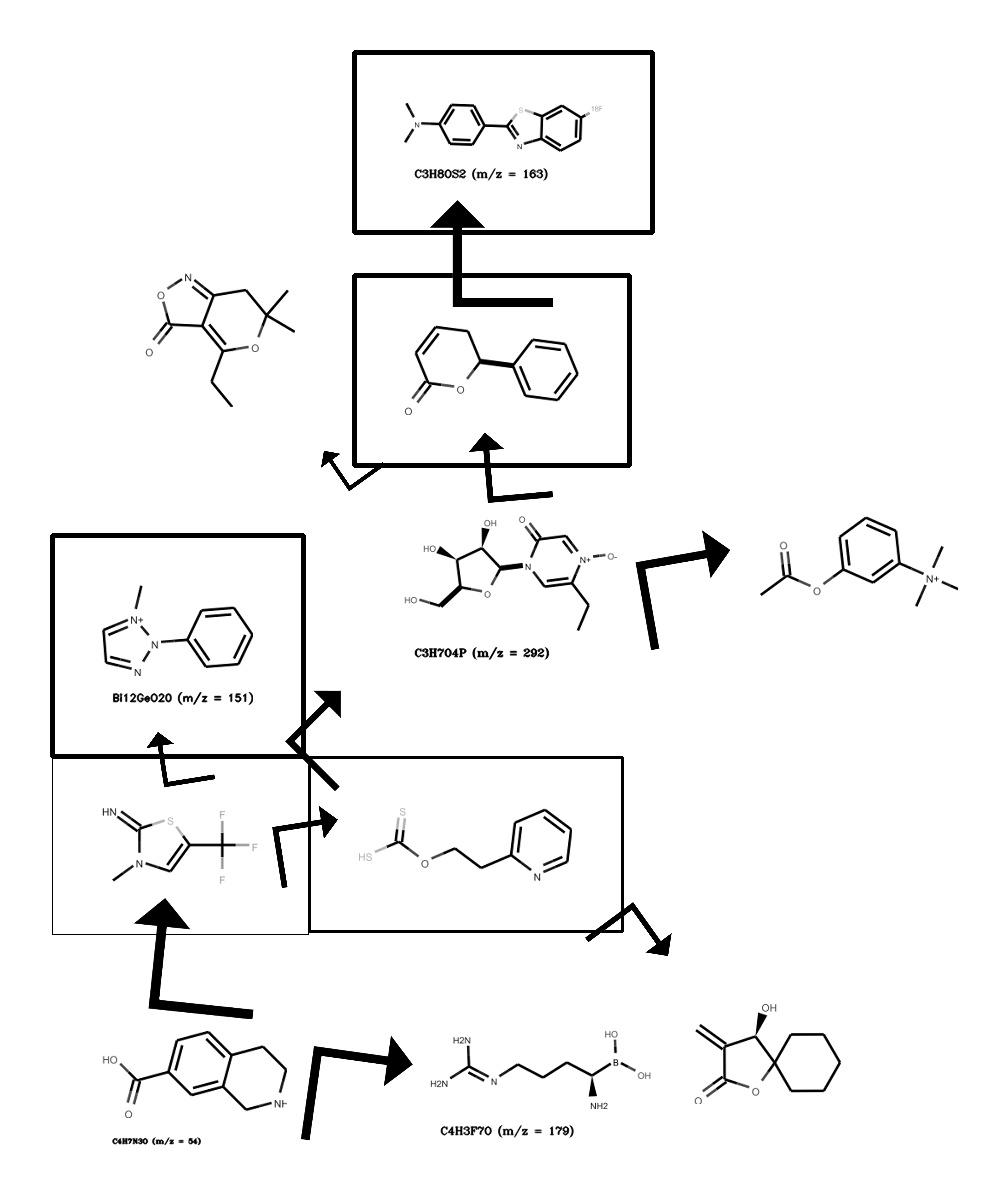 18F
S
N
N
C3H8OS2 (m/z = 163)
N
O
O
O
O
O
OH
O
HO
N+
O-
N
O
HO
C3H7O4P (m/z = 292)
O
O
N+
N+
N
N
Bi12GeO20 (m/z = 151)
HN
S
F
F
N
F
S
HS
O
N
HO
O
NH
C4H7N3O (m/z = 54)
H2N
H2N
N
HO
B
OH
NH2
C4H3F7O (m/z = 179)
OH
O
O